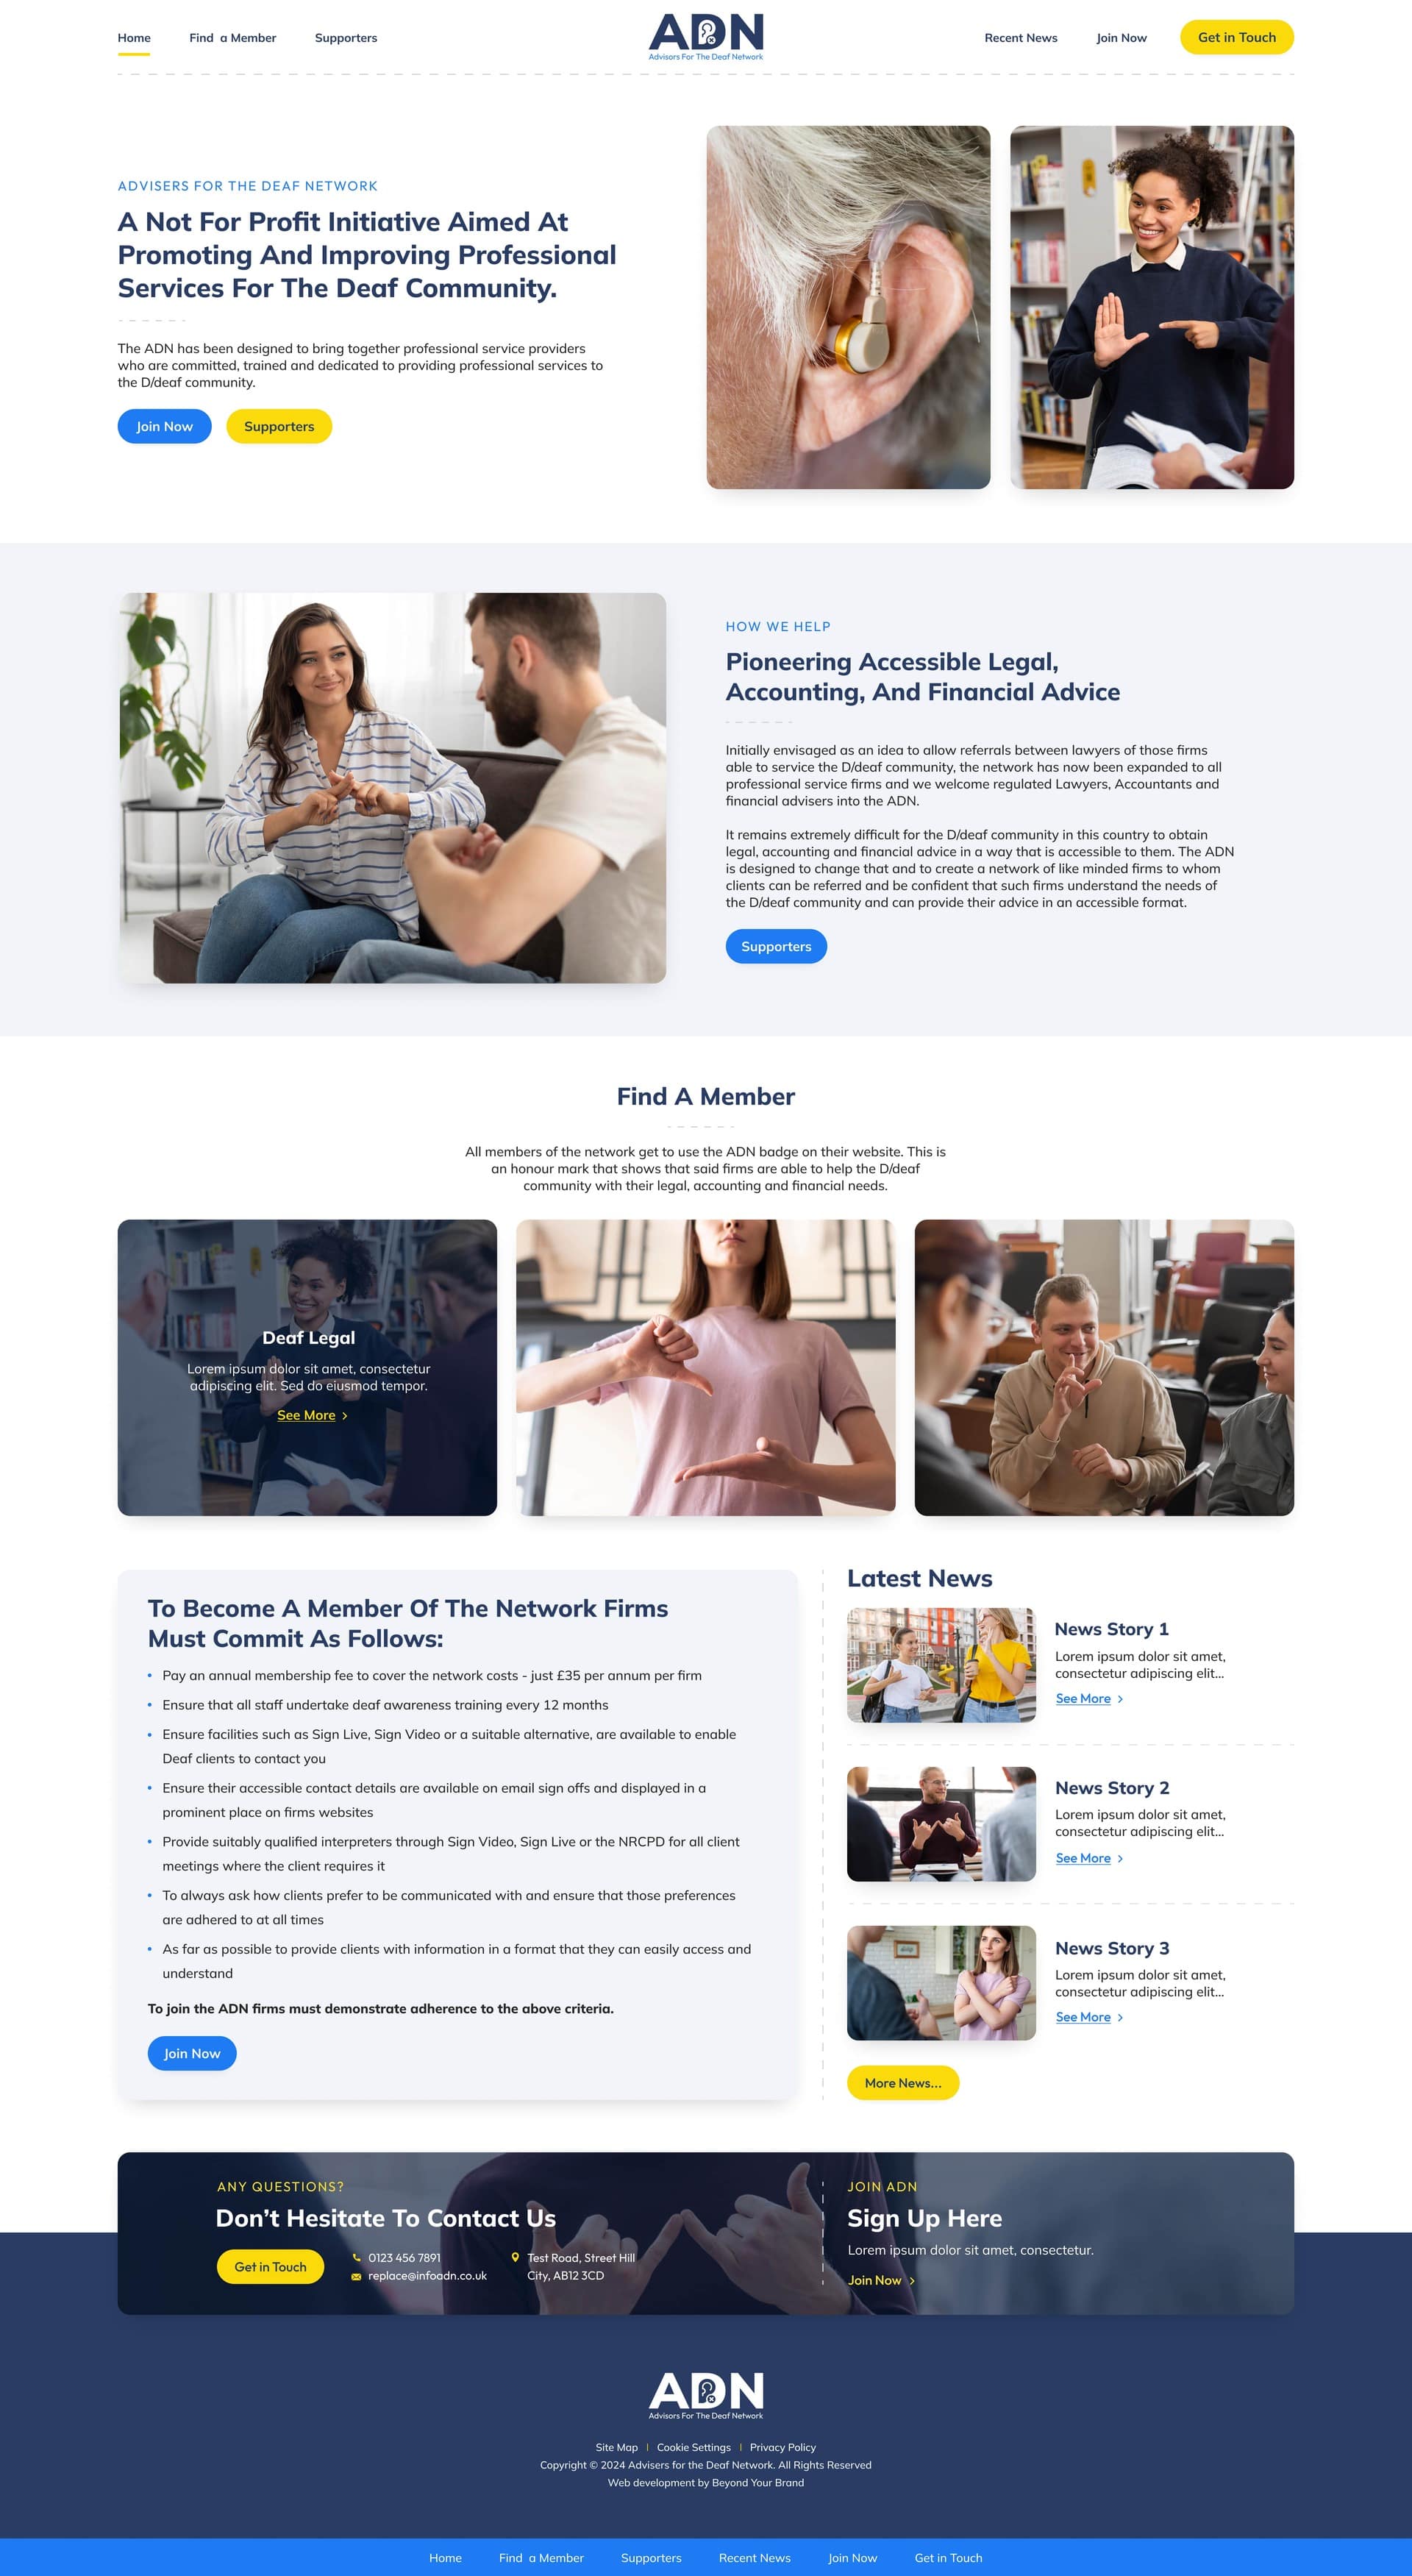 Home
Find a Member
Supporters
ADN
Advisors For The Deaf Network
Recent News
Join Now
Get in Touch
ADVISERS FOR THE DEAF NETWORK
A Not For Profit Initiative Aimed At
Promoting And Improving Professional
Services For The Deaf Community.
The ADN has been designed to bring together professional service providers
who are committed, trained and dedicated to providing professional services to
the D/deaf community.
Join Now
Supporters
HOW WE HELP
Pioneering Accessible Legal,
Accounting, And Financial Advice
Initially envisaged as an idea to allow referrals between lawyers of those firms
able to service the D/deaf community, the network has now been expanded to all
professional service firms and we welcome regulated Lawyers, Accountants and
financial advisers into the ADN.
It remains extremely difficult for the D/deaf community in this country to obtain
legal, accounting and financial advice in a way that is accessible to them. The ADN
is designed to change that and to create a network of like minded firms to whom
clients can be referred and be confident that such firms understand the needs of
the D/deaf community and can provide their advice in an accessible format.
Supporters
Find A Member
All members of the network get to use the ADN badge on their website. This is
an honour mark that shows that said firms are able to help the D/deaf
community with their legal, accounting and financial needs.
Deaf Legal
Lorem ipsum dolor sit amet, consectetur
adipiscing elit. Sed do eiusmod tempor.
See More
To Become A Member Of The Network Firms
Must Commit As Follows:
• Pay an annual membership fee to cover the network costs - just £35 per annum per firm
• Ensure that all staff undertake deaf awareness training every 12 months
• Ensure facilities such as Sign Live, Sign Video or a suitable alternative, are available to enable
Deaf clients to contact you
• Ensure their accessible contact details are available on email sign offs and displayed in a
prominent place on firms websites
• Provide suitably qualified interpreters through Sign Video, Sign Live or the NRCPD for all client
meetings where the client requires it
• To always ask how clients prefer to be communicated with and ensure that those preferences
are adhered to at all times
• As far as possible to provide clients with information in a format that they can easily access and
understand
To join the ADN firms must demonstrate adherence to the above criteria.
Join Now
Latest News
News Story 1
Lorem ipsum dolor sit amet,
consectetur adipiscing elit...
See More
News Story 2
Lorem ipsum dolor sit amet,
consectetur adipiscing elit...
See More
News Story 3
Lorem ipsum dolor sit amet,
consectetur adipiscing elit...
See More
More News...
ANY QUESTIONS?
Don't Hesitate To Contact Us
Get in Touch
0123 456 7891
replace@infoadn.co.uk
Test Road, Street Hill
City, AB12 3CD
JOIN ADN
Sign Up Here
Lorem ipsum dolor sit amet, consectetur.
Join Now
ADN
Advisors For The Deaf Network
Site Map | Cookie Settings | Privacy Policy
Copyright © 2024 Advisers for the Deaf Network. All Rights Reserved
Web development by Beyond Your Brand
Home
Find a Member
Supporters
Recent News
Join Now
Get in Touch